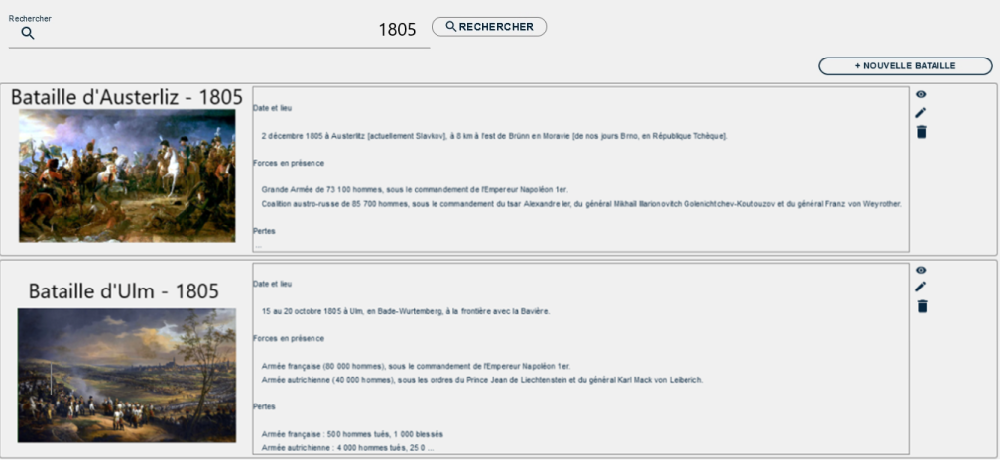 Rechercher
1805
RECHERCHER
+ NOUVELLE BATAILLE
Bataille d'Austerliz - 1805
Date et lieu
2 décembre 1805 à Austerlitz [actuellement Slavkov], à 8 km à l'est de Brünn en Moravie [de nos jours Brno, en République Tchèque].
Forces en présence
Grande Armée de 73 100 hommes, sous le commandement de l'Empereur Napoléon 1er.
Coalition austro-russe de 85 700 hommes, sous le commandement du tsar Alexandre Ier, du général Mikhaïl Illarionovitch Golenichtchev-Koutouzov et du général Franz von Weyrother.
Pertes
...
Bataille d'Ulm - 1805
Date et lieu
15 au 20 octobre 1805 à Ulm, en Bade-Wurtemberg, à la frontière avec la Bavière.
Forces en présence
Armée française (80 000 hommes), sous le commandement de l'Empereur Napoléon 1er.
Armée autrichienne (40 000 hommes), sous les ordres du Prince Jean de Liechtenstein et du général Karl Mack von Leiberich.
Pertes
Armée française : 500 hommes tués, 1 000 blessés
Armée autrichienne : 4 000 hommes tués, 25 0 ...